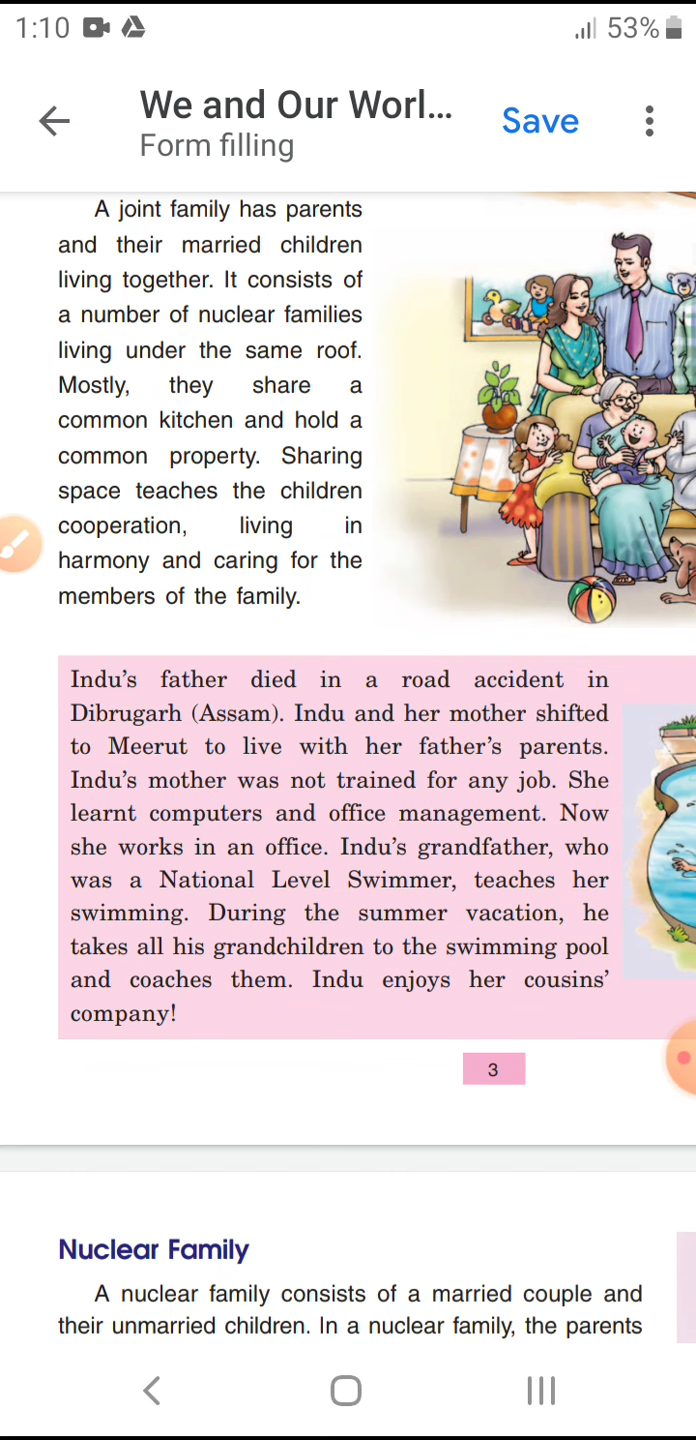 1:10
53%
We and Our Worl...
Save
Form filling
A joint family has parents
and their married children
living together. It consists of
a number of nuclear families
living under the same roof.
Mostly, they share a
common kitchen and hold a
common property. Sharing
space teaches the children
cooperation, living in
harmony and caring for the
members of the family.
Indu's father died in a road accident in
Dibrugarh (Assam). Indu and her mother shifted
to Meerut to live with her father's parents.
Indu's mother was not trained for any job. She
learnt computers and office management. Now
she works in an office. Indu's grandfather, who
was a National Level Swimmer, teaches her
swimming. During the summer vacation, he
takes all his grandchildren to the swimming pool
and coaches them. Indu enjoys her cousins'
company!
3
Nuclear Family
A nuclear family consists of a married couple and
their unmarried children. In a nuclear family, the parents